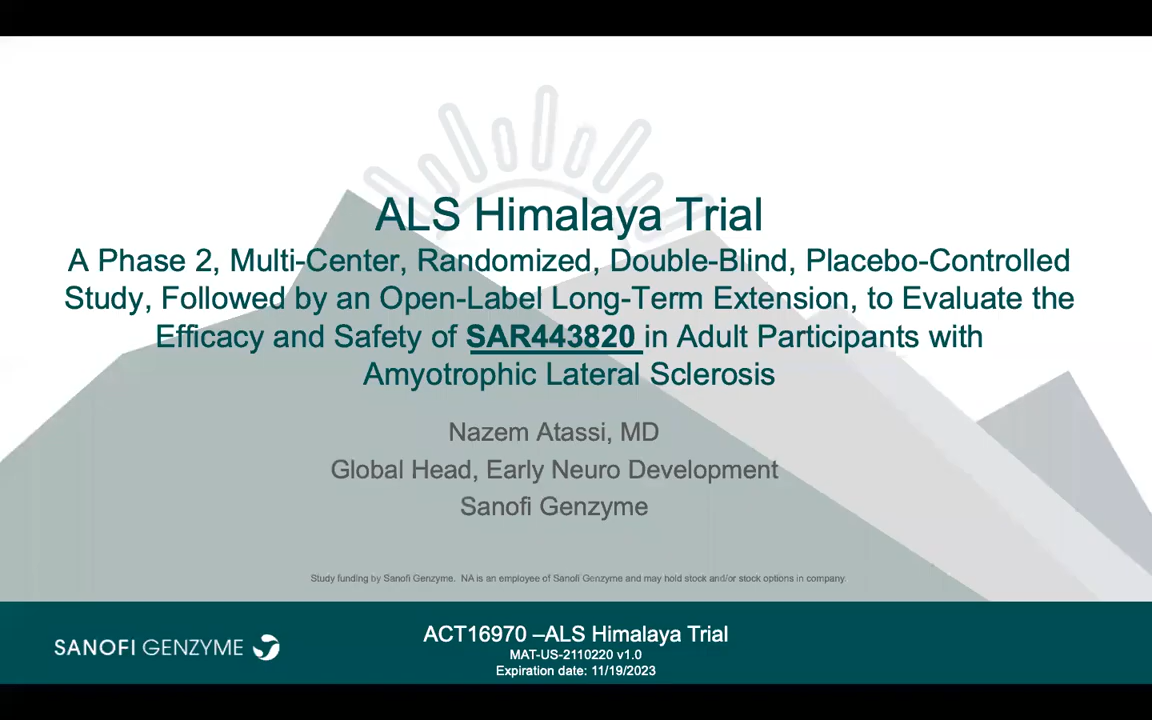 ALS Himalaya Trial
A Phase 2, Multi-Center, Randomized, Double-Blind, Placebo-Controlled
Study, Followed by an Open-Label Long-Term Extension, to Evaluate the
Efficacy and Safety of SAR443820 in Adult Participants with
Amyotrophic Lateral Sclerosis
Nazem Atassi, MD
Global Head, Early Neuro Development
Sanofi Genzyme
Study funding by Sanofi Genzyme. NA is an employee of Sanofi Genzyme and may hold stock and/or stock options in company.
SANOFI GENZYME
ACT16970 –ALS Himalaya Trial
MAT-US-2110220 v1.0
Expiration date: 11/19/2023